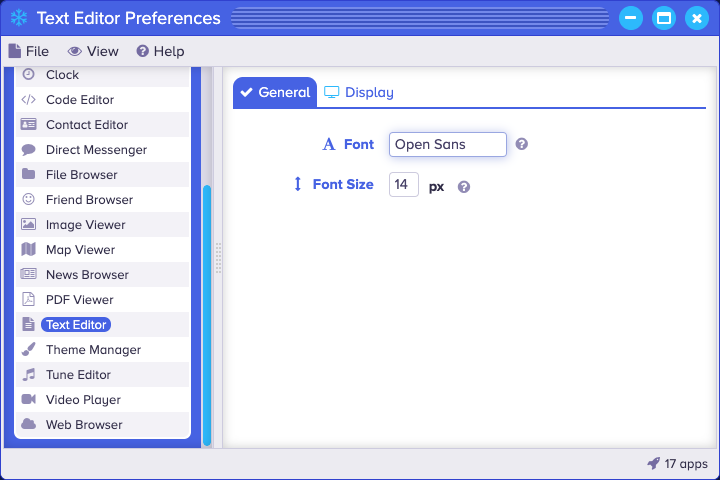 Text Editor Preferences
File View Help
Clock
Code Editor
Contact Editor
Direct Messenger
File Browser
Friend Browser
Image Viewer
Map Viewer
News Browser
PDF Viewer
Text Editor
Theme Manager
Tune Editor
Video Player
Web Browser
General Display
Font Open Sans
Font Size 14 px
17 apps